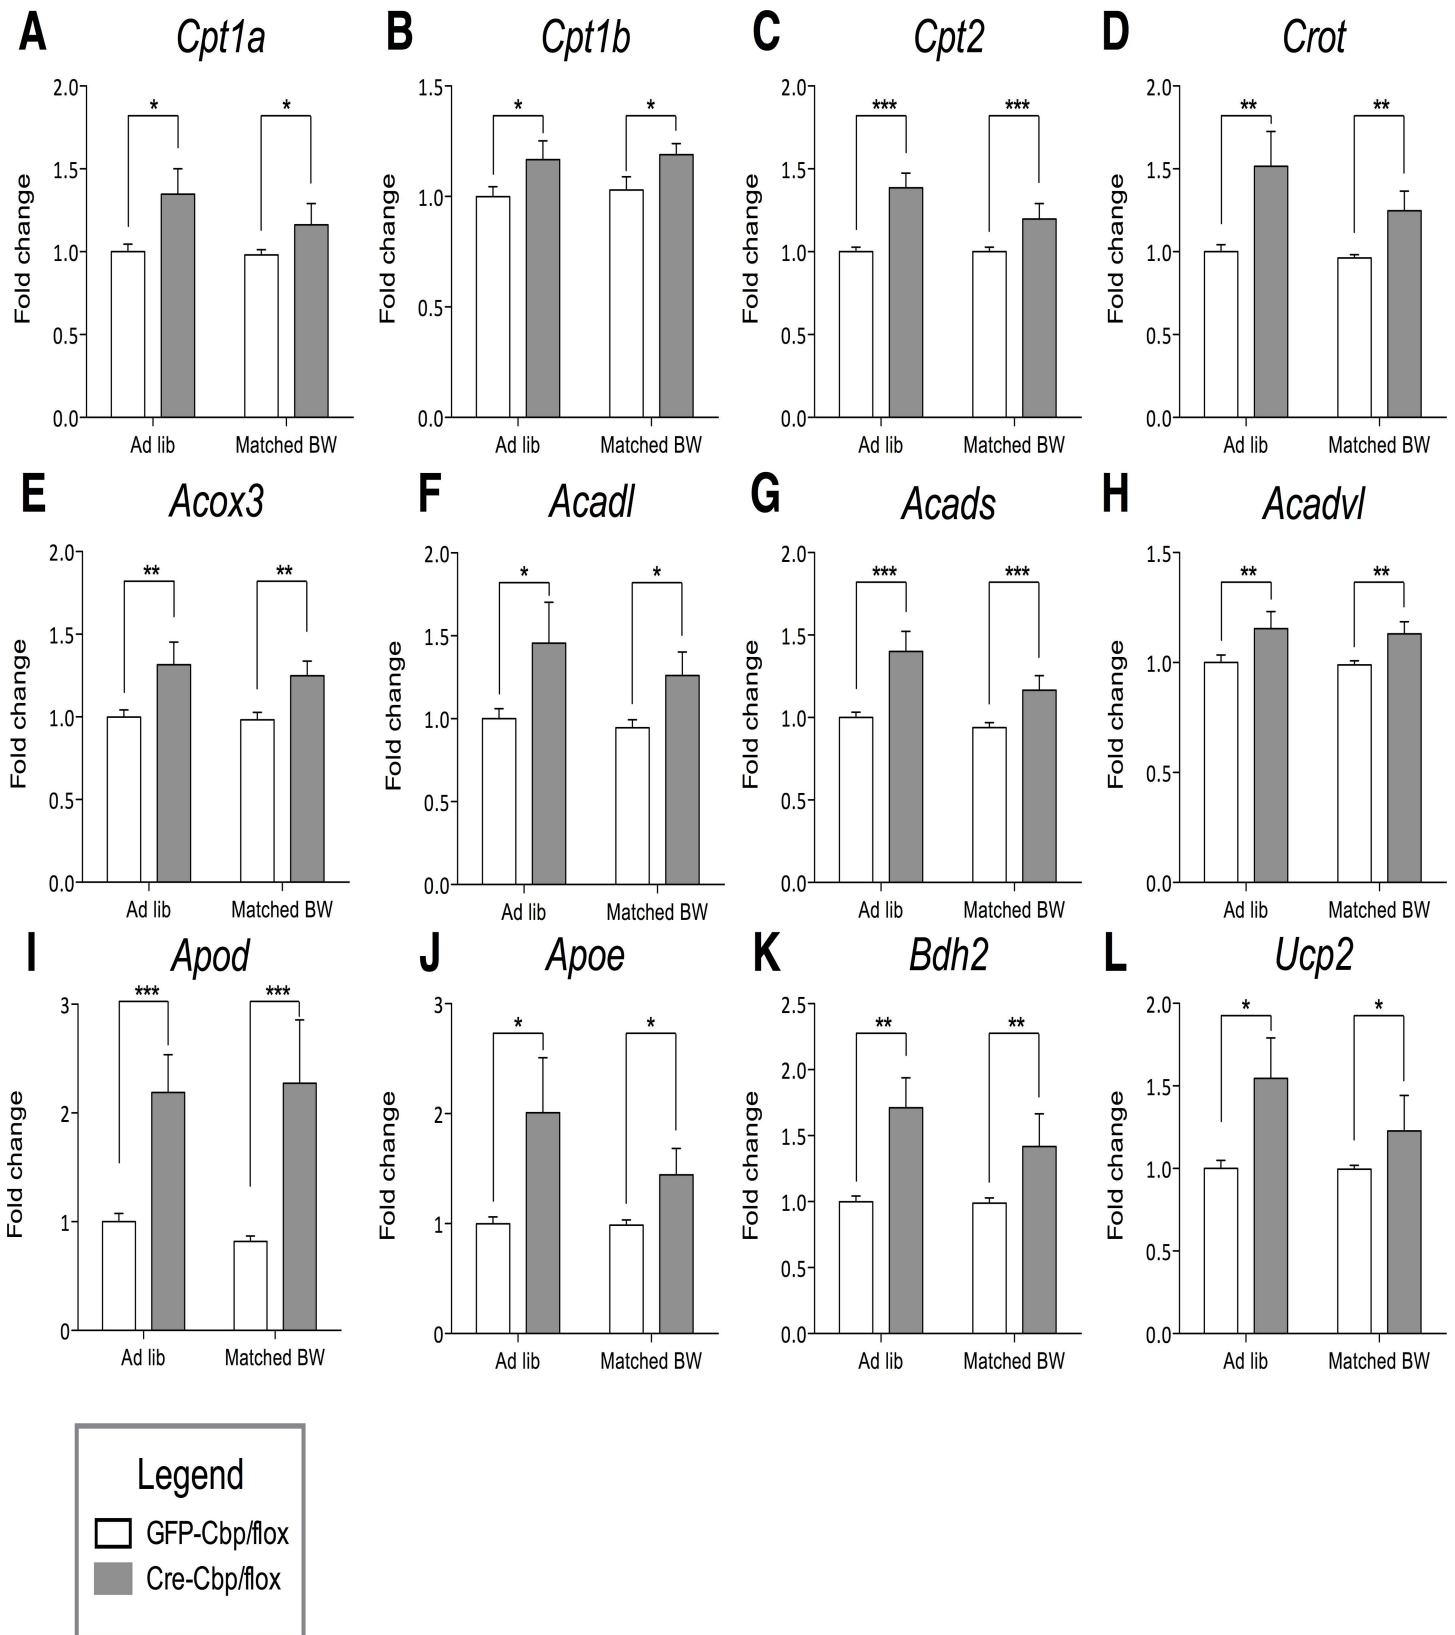 A Cpt1a
Fold change
2.0
1.5
1.0
0.5
0.0
* *
Ad lib Matched BW
B Cpt1b
Fold change
1.5
1.0
0.5
0.0
* *
Ad lib Matched BW
C Cpt2
Fold change
2.0
1.5
1.0
0.5
0.0
*** ***
Ad lib Matched BW
D Crot
Fold change
2.0
1.5
1.0
0.5
0.0
** **
Ad lib Matched BW
E Acox3
Fold change
2.0
1.5
1.0
0.5
0.0
** **
Ad lib Matched BW
F Acadl
Fold change
2.0
1.5
1.0
0.5
0.0
* *
Ad lib Matched BW
G Acads
Fold change
2.0
1.5
1.0
0.5
0.0
*** ***
Ad lib Matched BW
H Acadvl
Fold change
1.5
1.0
0.5
0.0
** **
Ad lib Matched BW
I Apod
Fold change
3
2
1
0
*** ***
Ad lib Matched BW
J Apoe
Fold change
3
2
1
0
* *
Ad lib Matched BW
K Bdh2
Fold change
2.5
2.0
1.5
1.0
0.5
0.0
** **
Ad lib Matched BW
L Ucp2
Fold change
2.0
1.5
1.0
0.5
0.0
* *
Ad lib Matched BW
Legend
GFP-Cbp/flox
Cre-Cbp/flox